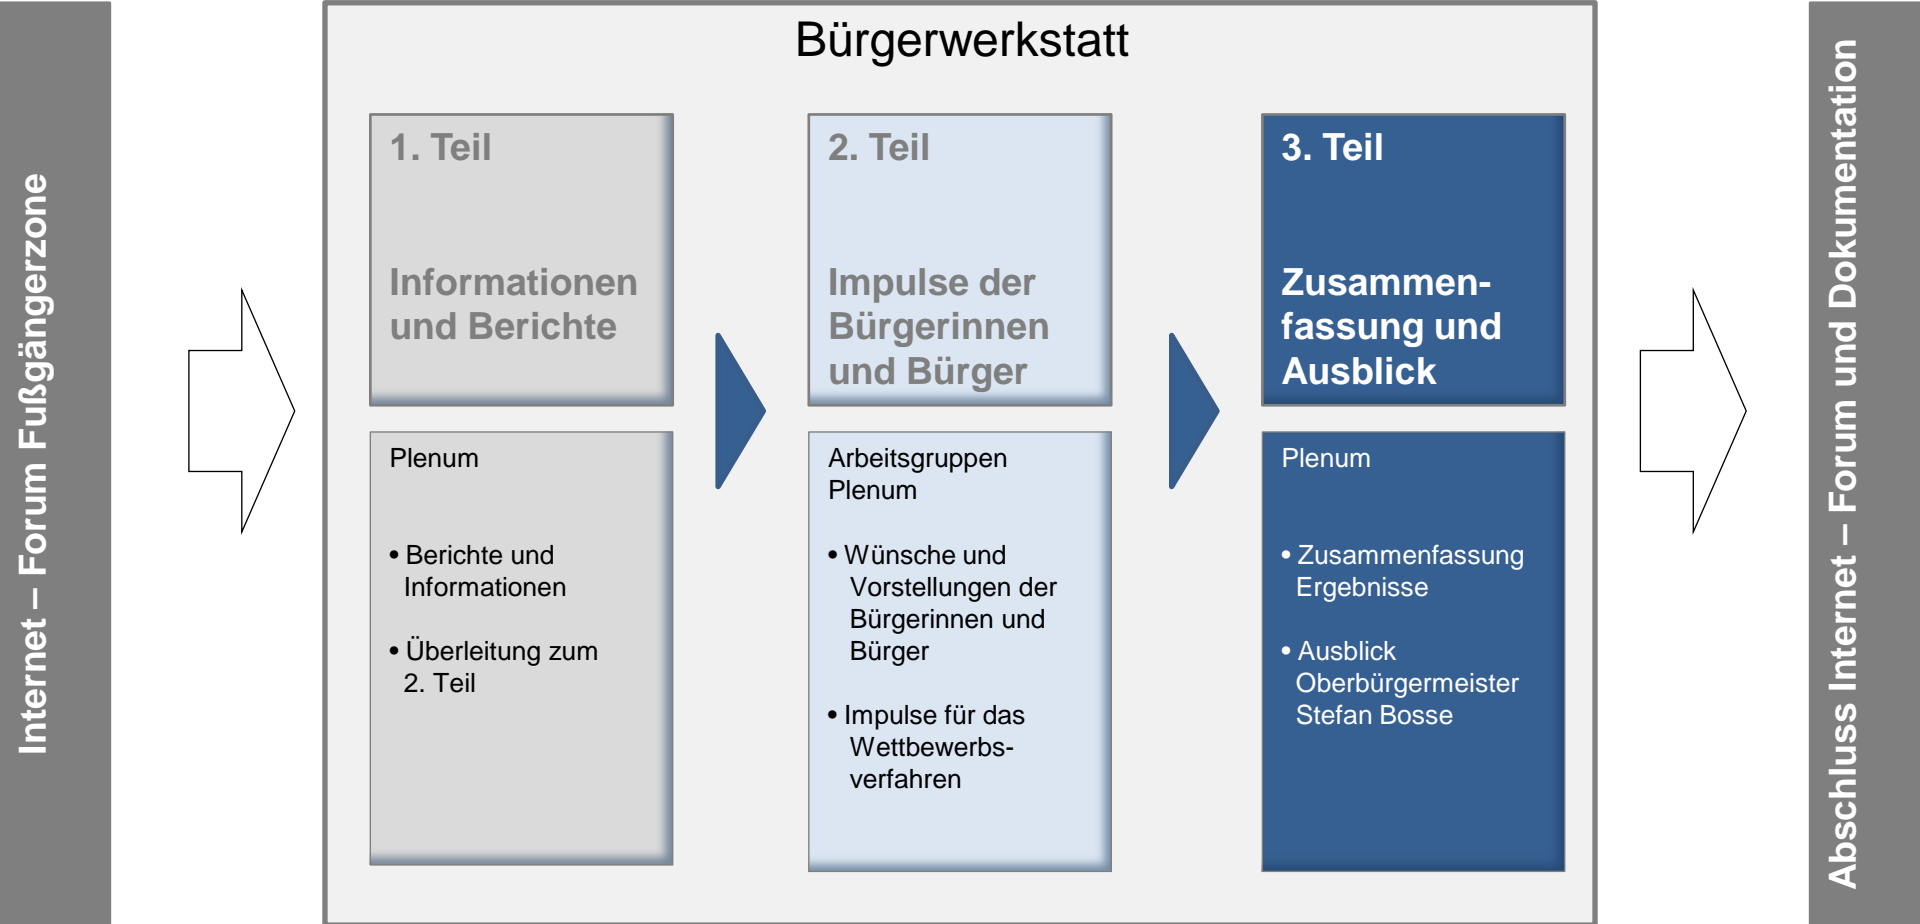 Internet – Forum Fußgängerzone
Bürgerwerkstatt
1. Teil
Informationen
und Berichte
Plenum
• Berichte und
Informationen
• Überleitung zum
2. Teil
2. Teil
Impulse der
Bürgerinnen
und Bürger
Arbeitsgruppen
Plenum
• Wünsche und
Vorstellungen der
Bürgerinnen und
Bürger
• Impulse für das
Wettbewerbs-
verfahren
3. Teil
Zusammen-
fassung und
Ausblick
Plenum
• Zusammenfassung
Ergebnisse
• Ausblick
Oberbürgermeister
Stefan Bosse
Abschluss Internet – Forum und Dokumentation